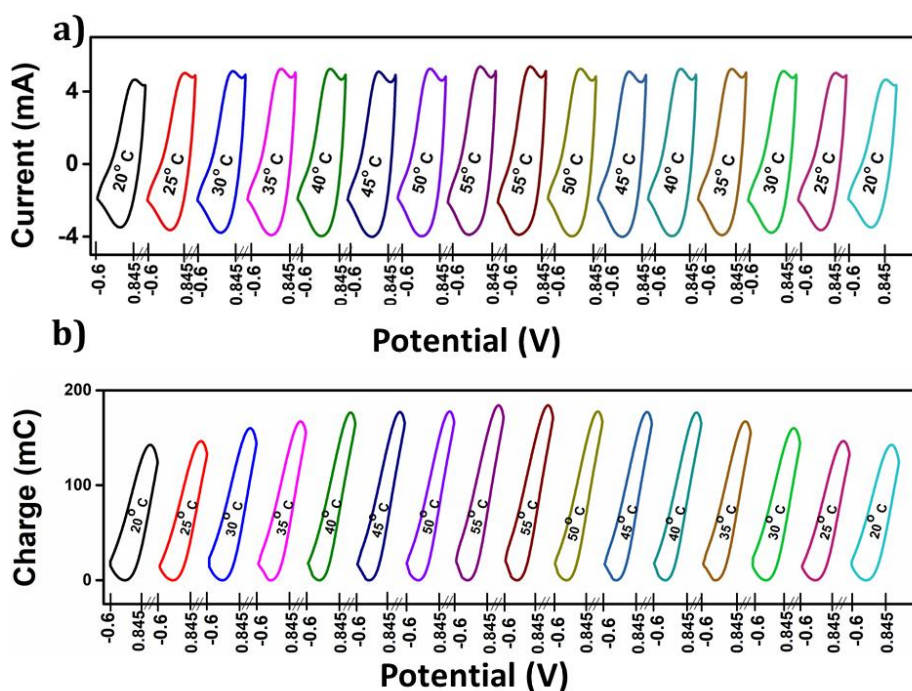 a)
Current (mA)
4
0
-4
20° C
25° C
30° C
35° C
40° C
45° C
50° C
55° C
55° C
50° C
45° C
40° C
35° C
30° C
25° C
20° C
-0.6
0.845
-0.6
0.845
-0.6
0.845
-0.6
0.845
-0.6
0.845
-0.6
0.845
-0.6
0.845
-0.6
0.845
-0.6
0.845
-0.6
0.845
-0.6
0.845
-0.6
0.845
-0.6
0.845
-0.6
0.845
-0.6
0.845
-0.6
0.845
Potential (V)
b)
Charge (mC)
200
100
0
20° C
25° C
30° C
35° C
40° C
45° C
50° C
55° C
55° C
50° C
45° C
40° C
35° C
30° C
25° C
20° C
-0.6
0.845
-0.6
0.845
-0.6
0.845
-0.6
0.845
-0.6
0.845
-0.6
0.845
-0.6
0.845
-0.6
0.845
-0.6
0.845
-0.6
0.845
-0.6
0.845
-0.6
0.845
-0.6
0.845
-0.6
0.845
-0.6
0.845
-0.6
0.845
Potential (V)